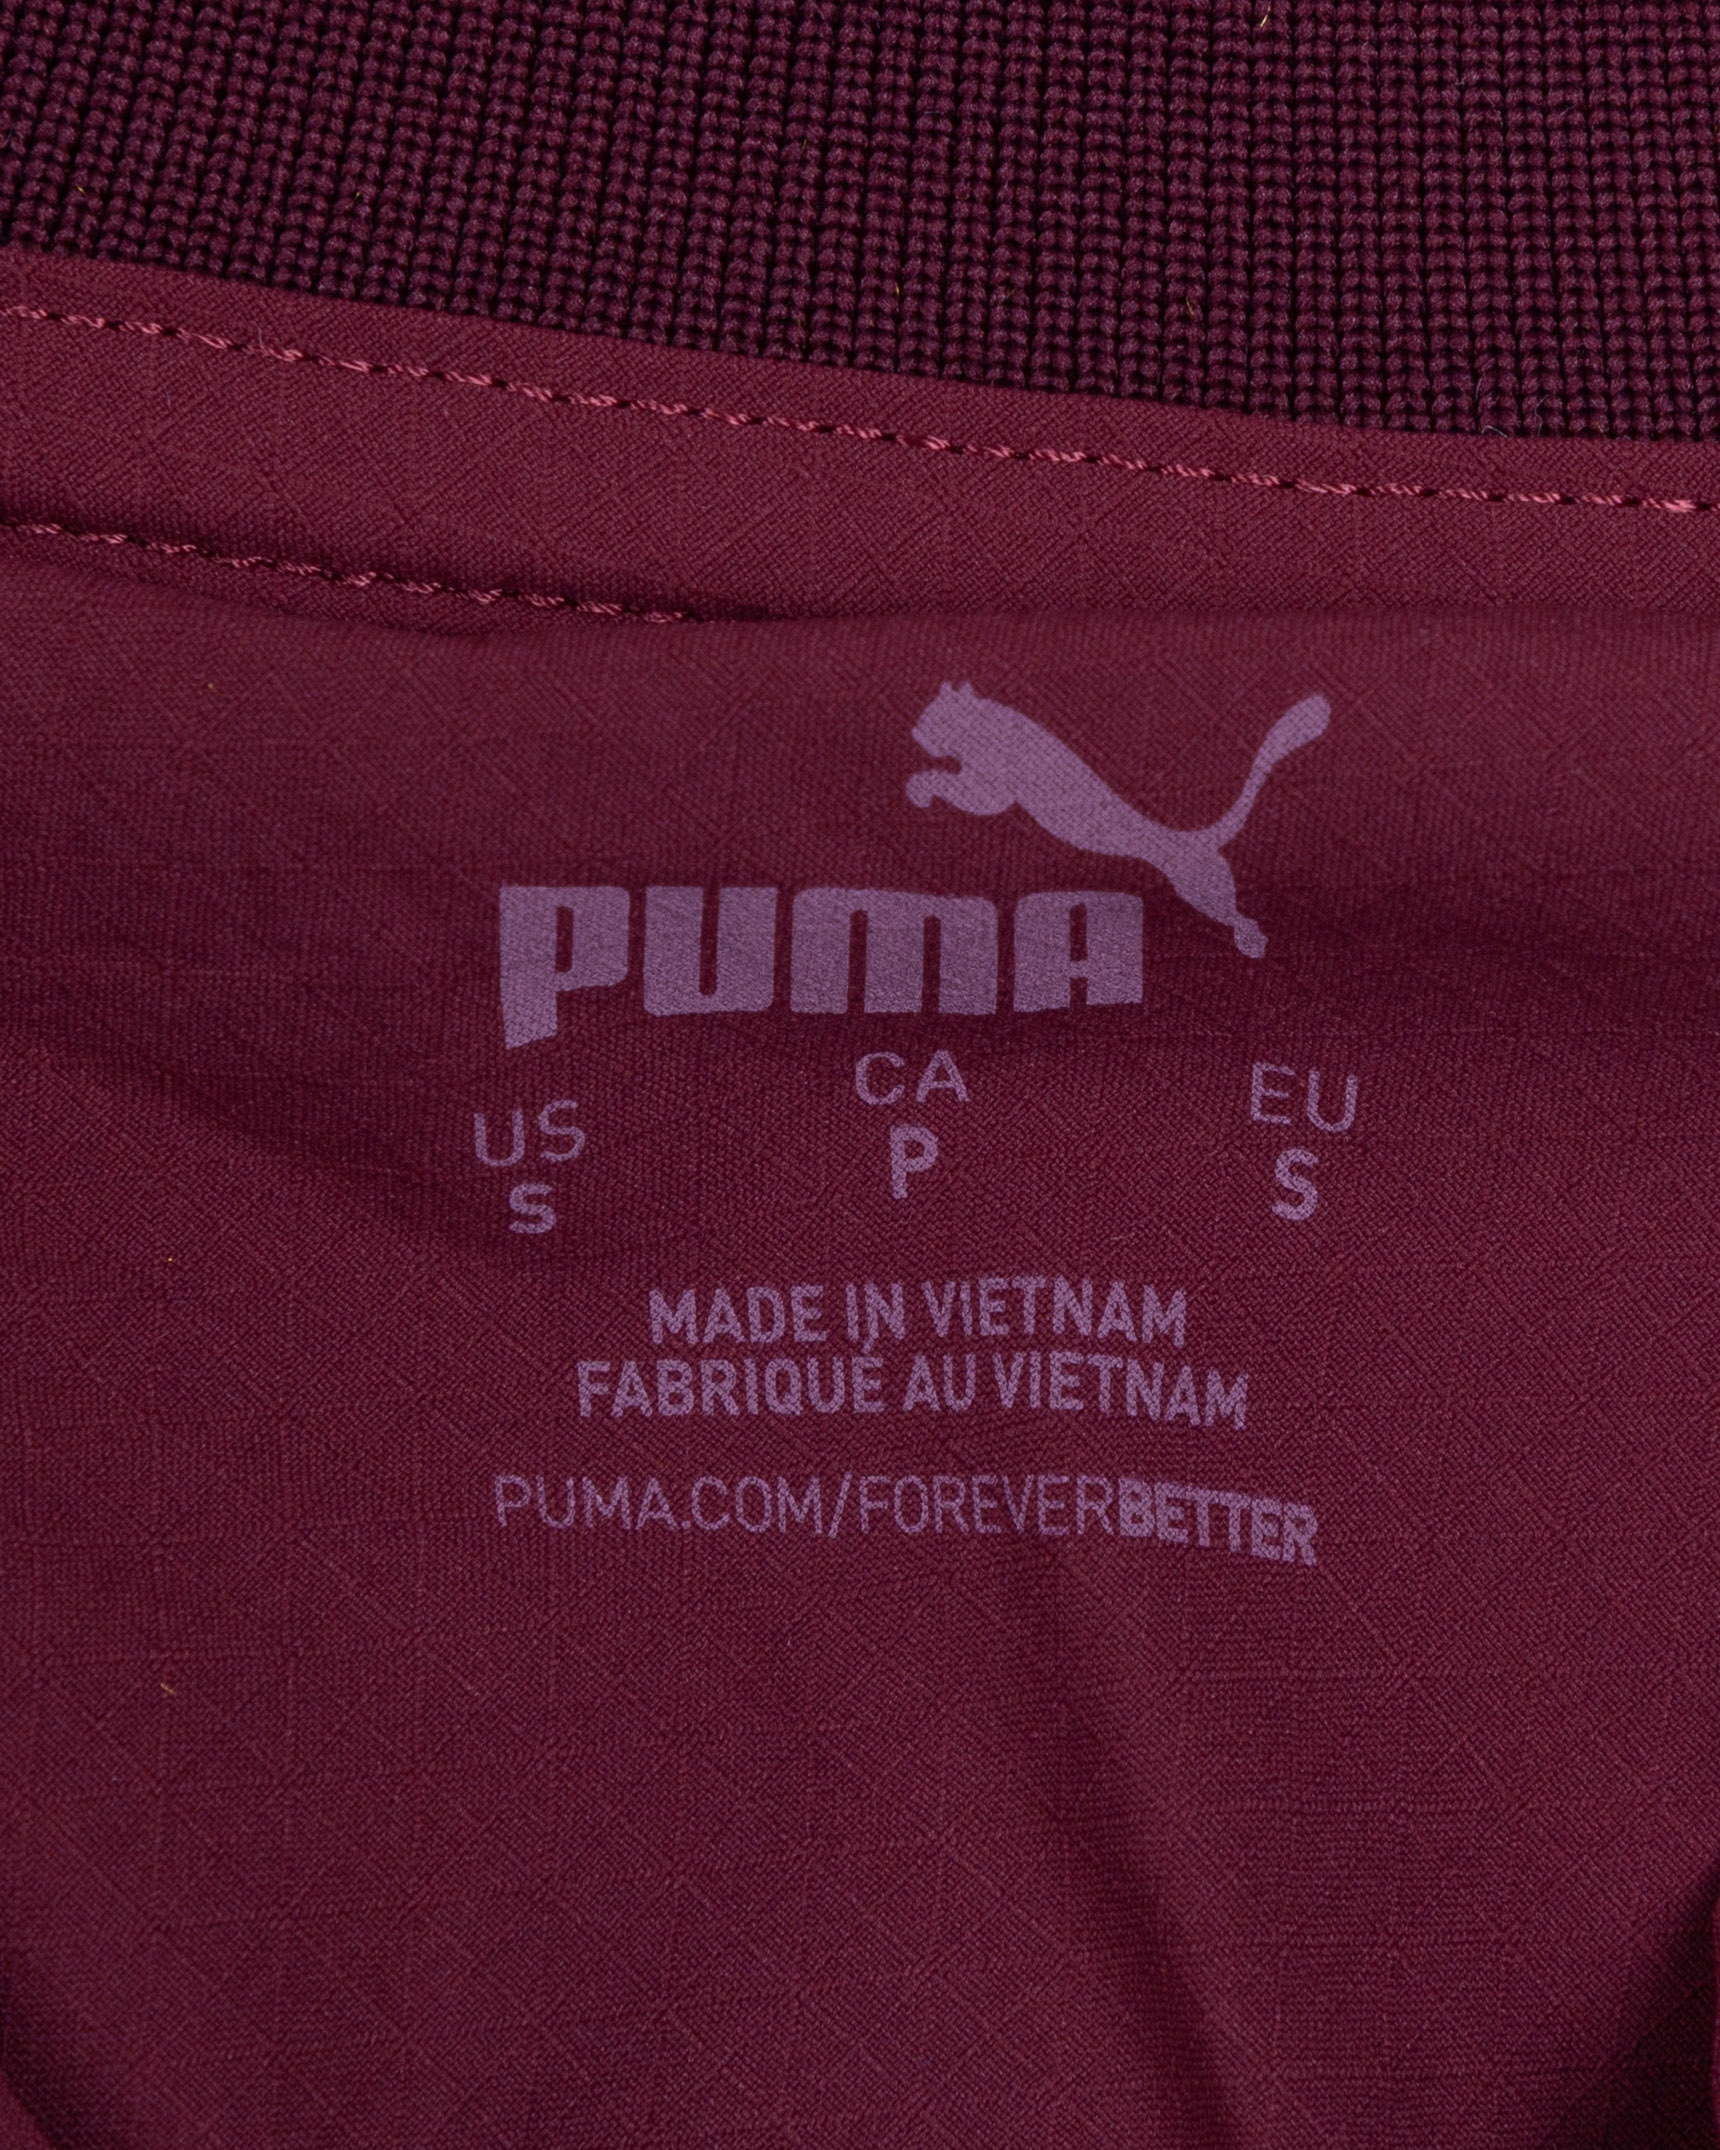 PUMA
US CA EU
S P S
MADE IN VIETNAM
FABRIQUÉ AU VIETNAM
PUMA.COM/FOREVERBETTER